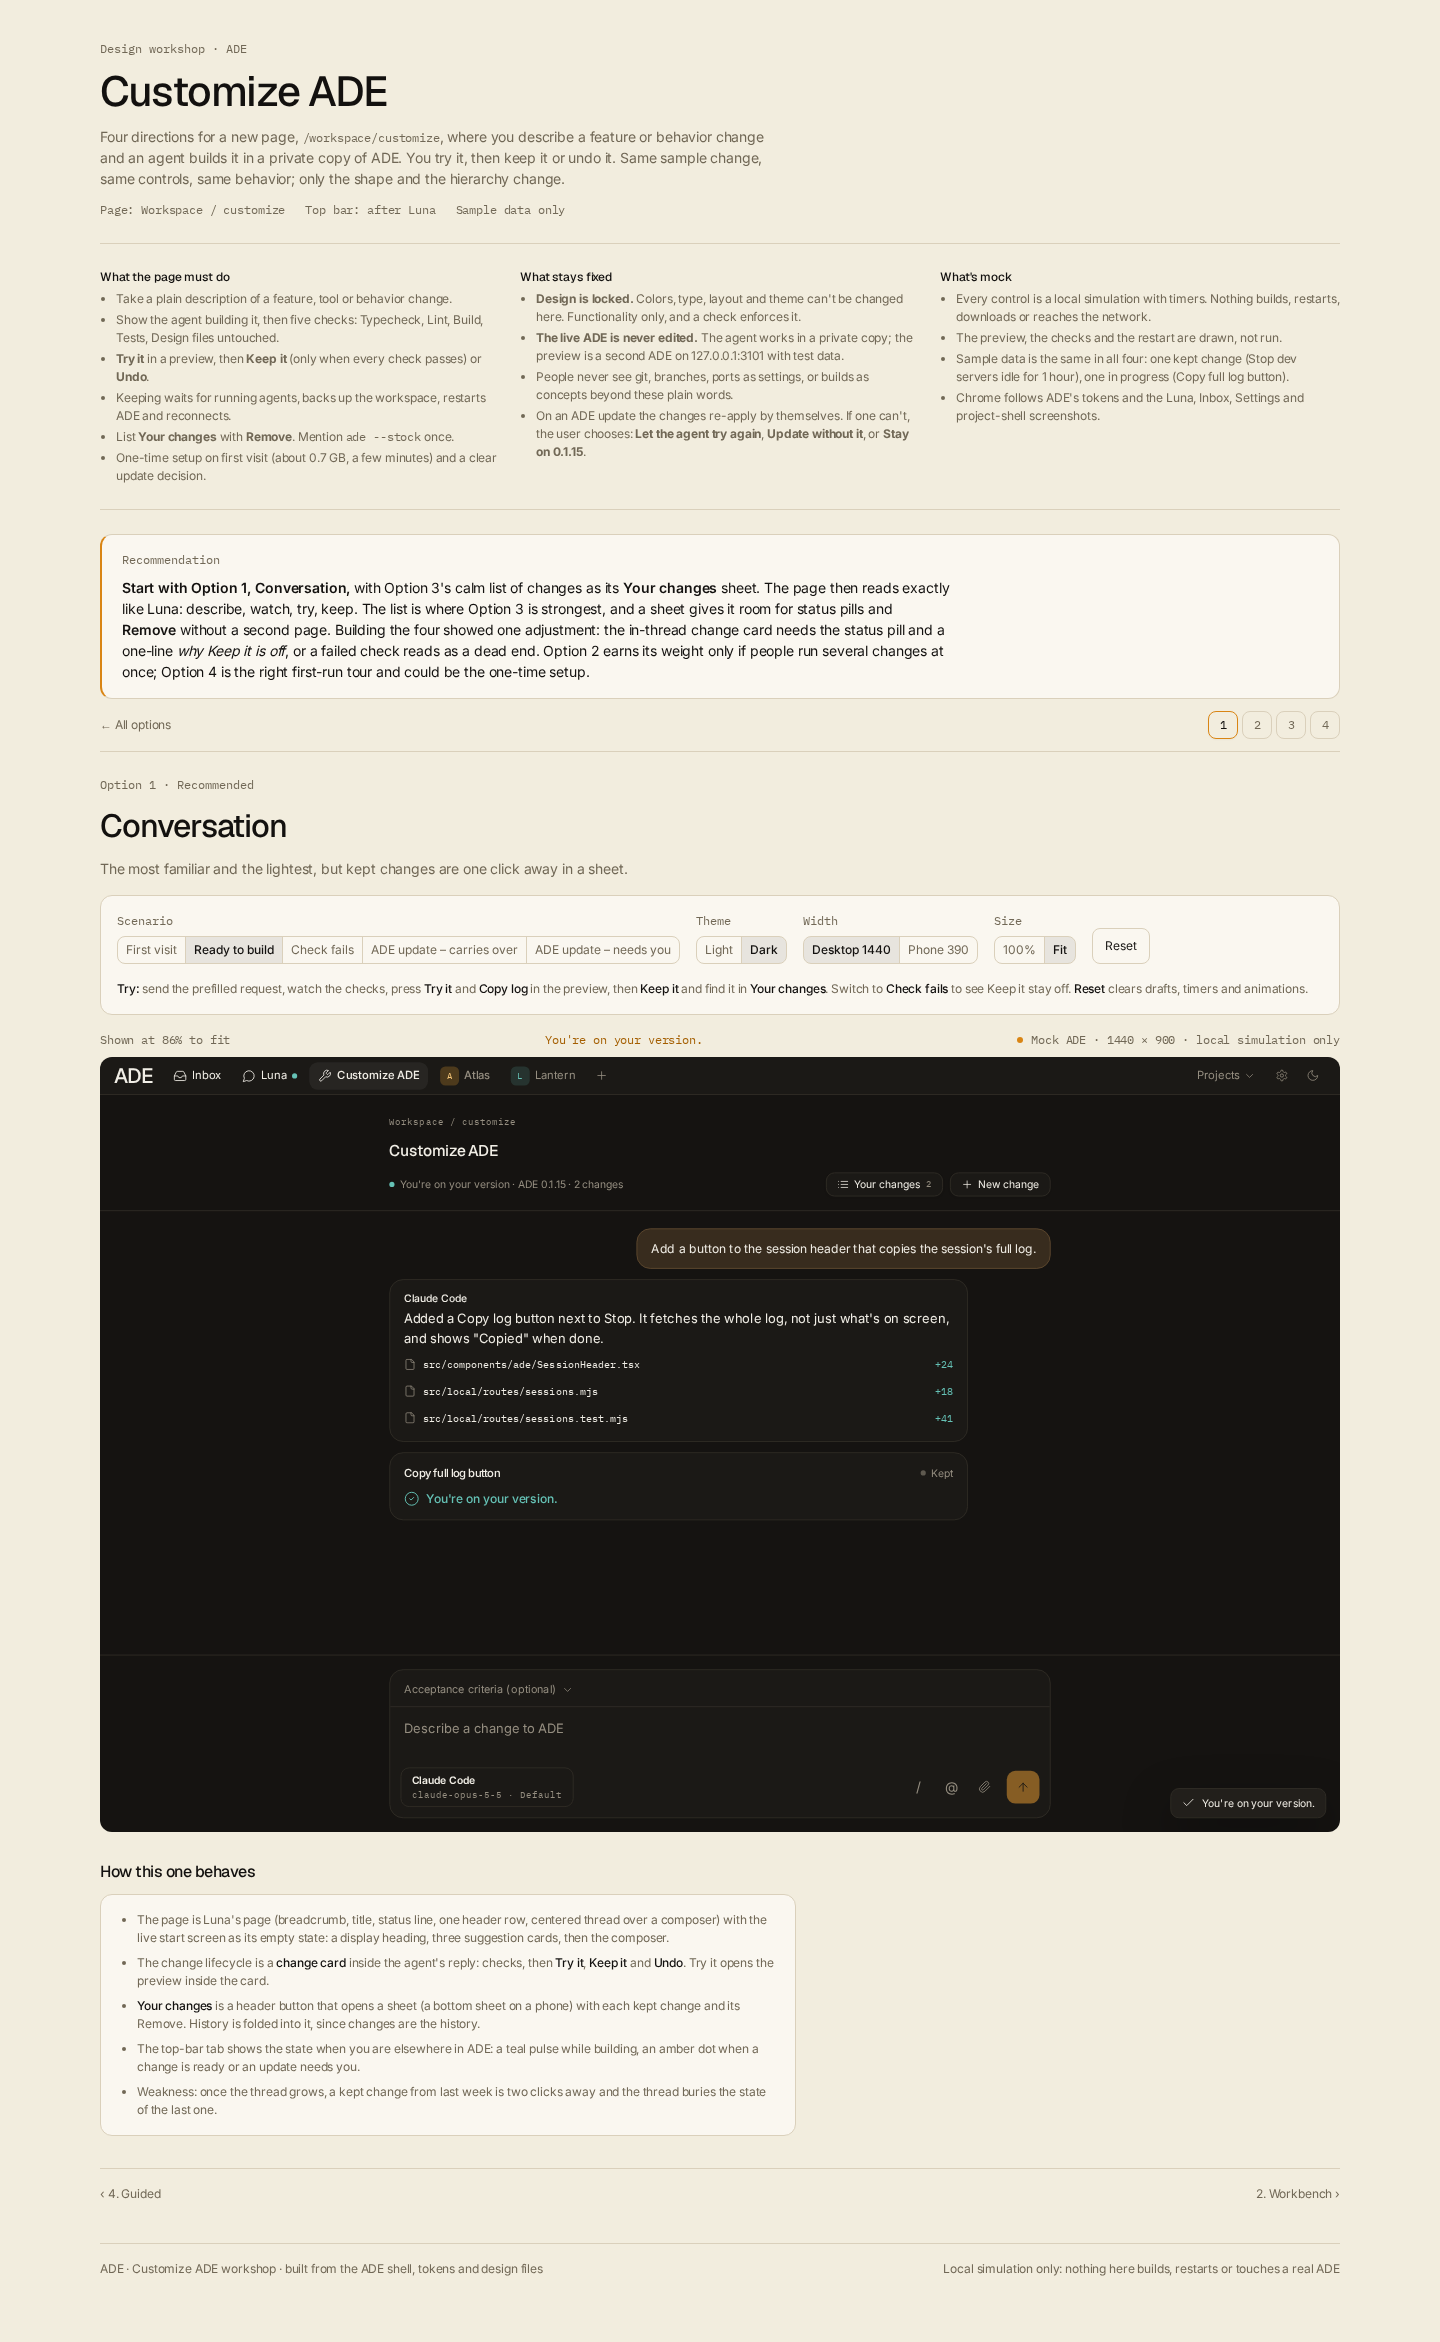 Design workshop · ADE
Customize ADE
Four directions for a new page, /workspace/customize, where you describe a feature or behavior change
and an agent builds it in a private copy of ADE. You try it, then keep it or undo it. Same sample change,
same controls, same behavior; only the shape and the hierarchy change.
Page: Workspace / customize Top bar: after Luna Sample data only
What the page must do
• Take a plain description of a feature, tool or behavior change.
• Show the agent building it, then five checks: Typecheck, Lint, Build,
Tests, Design files untouched.
• Try it in a preview, then Keep it (only when every check passes) or
Undo.
• Keeping waits for running agents, backs up the workspace, restarts
ADE and reconnects.
• List Your changes with Remove. Mention ade --stock once.
• One-time setup on first visit (about 0.7 GB, a few minutes) and a clear
update decision.
What stays fixed
• Design is locked. Colors, type, layout and theme can't be changed
here. Functionality only, and a check enforces it.
• The live ADE is never edited. The agent works in a private copy; the
preview is a second ADE on 127.0.0.1:3101 with test data.
• People never see git, branches, ports as settings, or builds as
concepts beyond these plain words.
• On an ADE update the changes re-apply by themselves. If one can't,
the user chooses: Let the agent try again, Update without it, or Stay
on 0.1.15.
What's mock
• Every control is a local simulation with timers. Nothing builds, restarts,
downloads or reaches the network.
• The preview, the checks and the restart are drawn, not run.
• Sample data is the same in all four: one kept change (Stop dev
servers idle for 1 hour), one in progress (Copy full log button).
• Chrome follows ADE's tokens and the Luna, Inbox, Settings and
project-shell screenshots.
Recommendation
Start with Option 1, Conversation, with Option 3's calm list of changes as its Your changes sheet. The page then reads exactly
like Luna: describe, watch, try, keep. The list is where Option 3 is strongest, and a sheet gives it room for status pills and
Remove without a second page. Building the four showed one adjustment: the in-thread change card needs the status pill and a
one-line why Keep it is off, or a failed check reads as a dead end. Option 2 earns its weight only if people run several changes at
once; Option 4 is the right first-run tour and could be the one-time setup.
← All options
1 2 3 4
Option 1 · Recommended
Conversation
The most familiar and the lightest, but kept changes are one click away in a sheet.
Scenario Theme Width Size
First visit Ready to build Check fails ADE update – carries over ADE update – needs you Light Dark Desktop 1440 Phone 390 100% Fit Reset
Try: send the prefilled request, watch the checks, press Try it and Copy log in the preview, then Keep it and find it in Your changes. Switch to Check fails to see Keep it stay off. Reset clears drafts, timers and animations.
Shown at 86% to fit You're on your version. Mock ADE · 1440 × 900 · local simulation only
ADE Inbox Luna Customize ADE A Atlas L Lantern + Projects
Workspace / customize
Customize ADE
You're on your version · ADE 0.1.15 · 2 changes Your changes 2 + New change
Add a button to the session header that copies the session's full log.
Claude Code
Added a Copy log button next to Stop. It fetches the whole log, not just what's on screen,
and shows "Copied" when done.
src/components/ade/SessionHeader.tsx +24
src/local/routes/sessions.mjs +18
src/local/routes/sessions.test.mjs +41
Copy full log button Kept
You're on your version.
Acceptance criteria (optional)
Describe a change to ADE
Claude Code
claude-opus-5-5 · Default
/ @
You're on your version.
How this one behaves
• The page is Luna's page (breadcrumb, title, status line, one header row, centered thread over a composer) with the
live start screen as its empty state: a display heading, three suggestion cards, then the composer.
• The change lifecycle is a change card inside the agent's reply: checks, then Try it, Keep it and Undo. Try it opens the
preview inside the card.
• Your changes is a header button that opens a sheet (a bottom sheet on a phone) with each kept change and its
Remove. History is folded into it, since changes are the history.
• The top-bar tab shows the state when you are elsewhere in ADE: a teal pulse while building, an amber dot when a
change is ready or an update needs you.
• Weakness: once the thread grows, a kept change from last week is two clicks away and the thread buries the state
of the last one.
‹ 4. Guided
2. Workbench ›
ADE · Customize ADE workshop · built from the ADE shell, tokens and design files
Local simulation only: nothing here builds, restarts or touches a real ADE